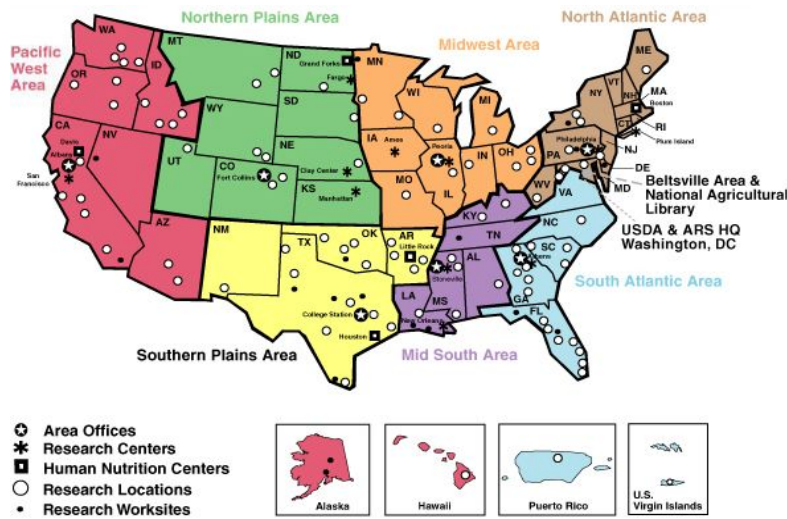 Northern Plains Area
North Atlantic Area
Pacific
West Area
Midwest Area
WA
MT
ND
Grand Forks
Fargo
MN
ME
OR
ID
SD
WI
MI
NY
VT
NH
MA
Boston
WY
IA
Ames
CT
RI
Plum Island
CA
NV
NE
Peoria
IN
OH
PA
Philadelphia
NJ
Davis
Albany
UT
CO
Fort Collins
Clay Center
IL
WV
DE
MD
San
Francisco
KS
Manhattan
MO
VA
Beltsville Area &
National Agricultural
Library
KY
NC
USDA & ARS HQ
Washington, DC
AZ
NM
TX
OK
AR
Little Rock
TN
SC
Athens
Stoneville
AL
South Atlantic Area
LA
MS
GA
College Station
New Orleans
FL
Houston
Southern Plains Area
Mid South Area
Area Offices
Research Centers
Human Nutrition Centers
Research Locations
Research Worksites
Alaska
Hawaii
Puerto Rico
U.S.
Virgin Islands